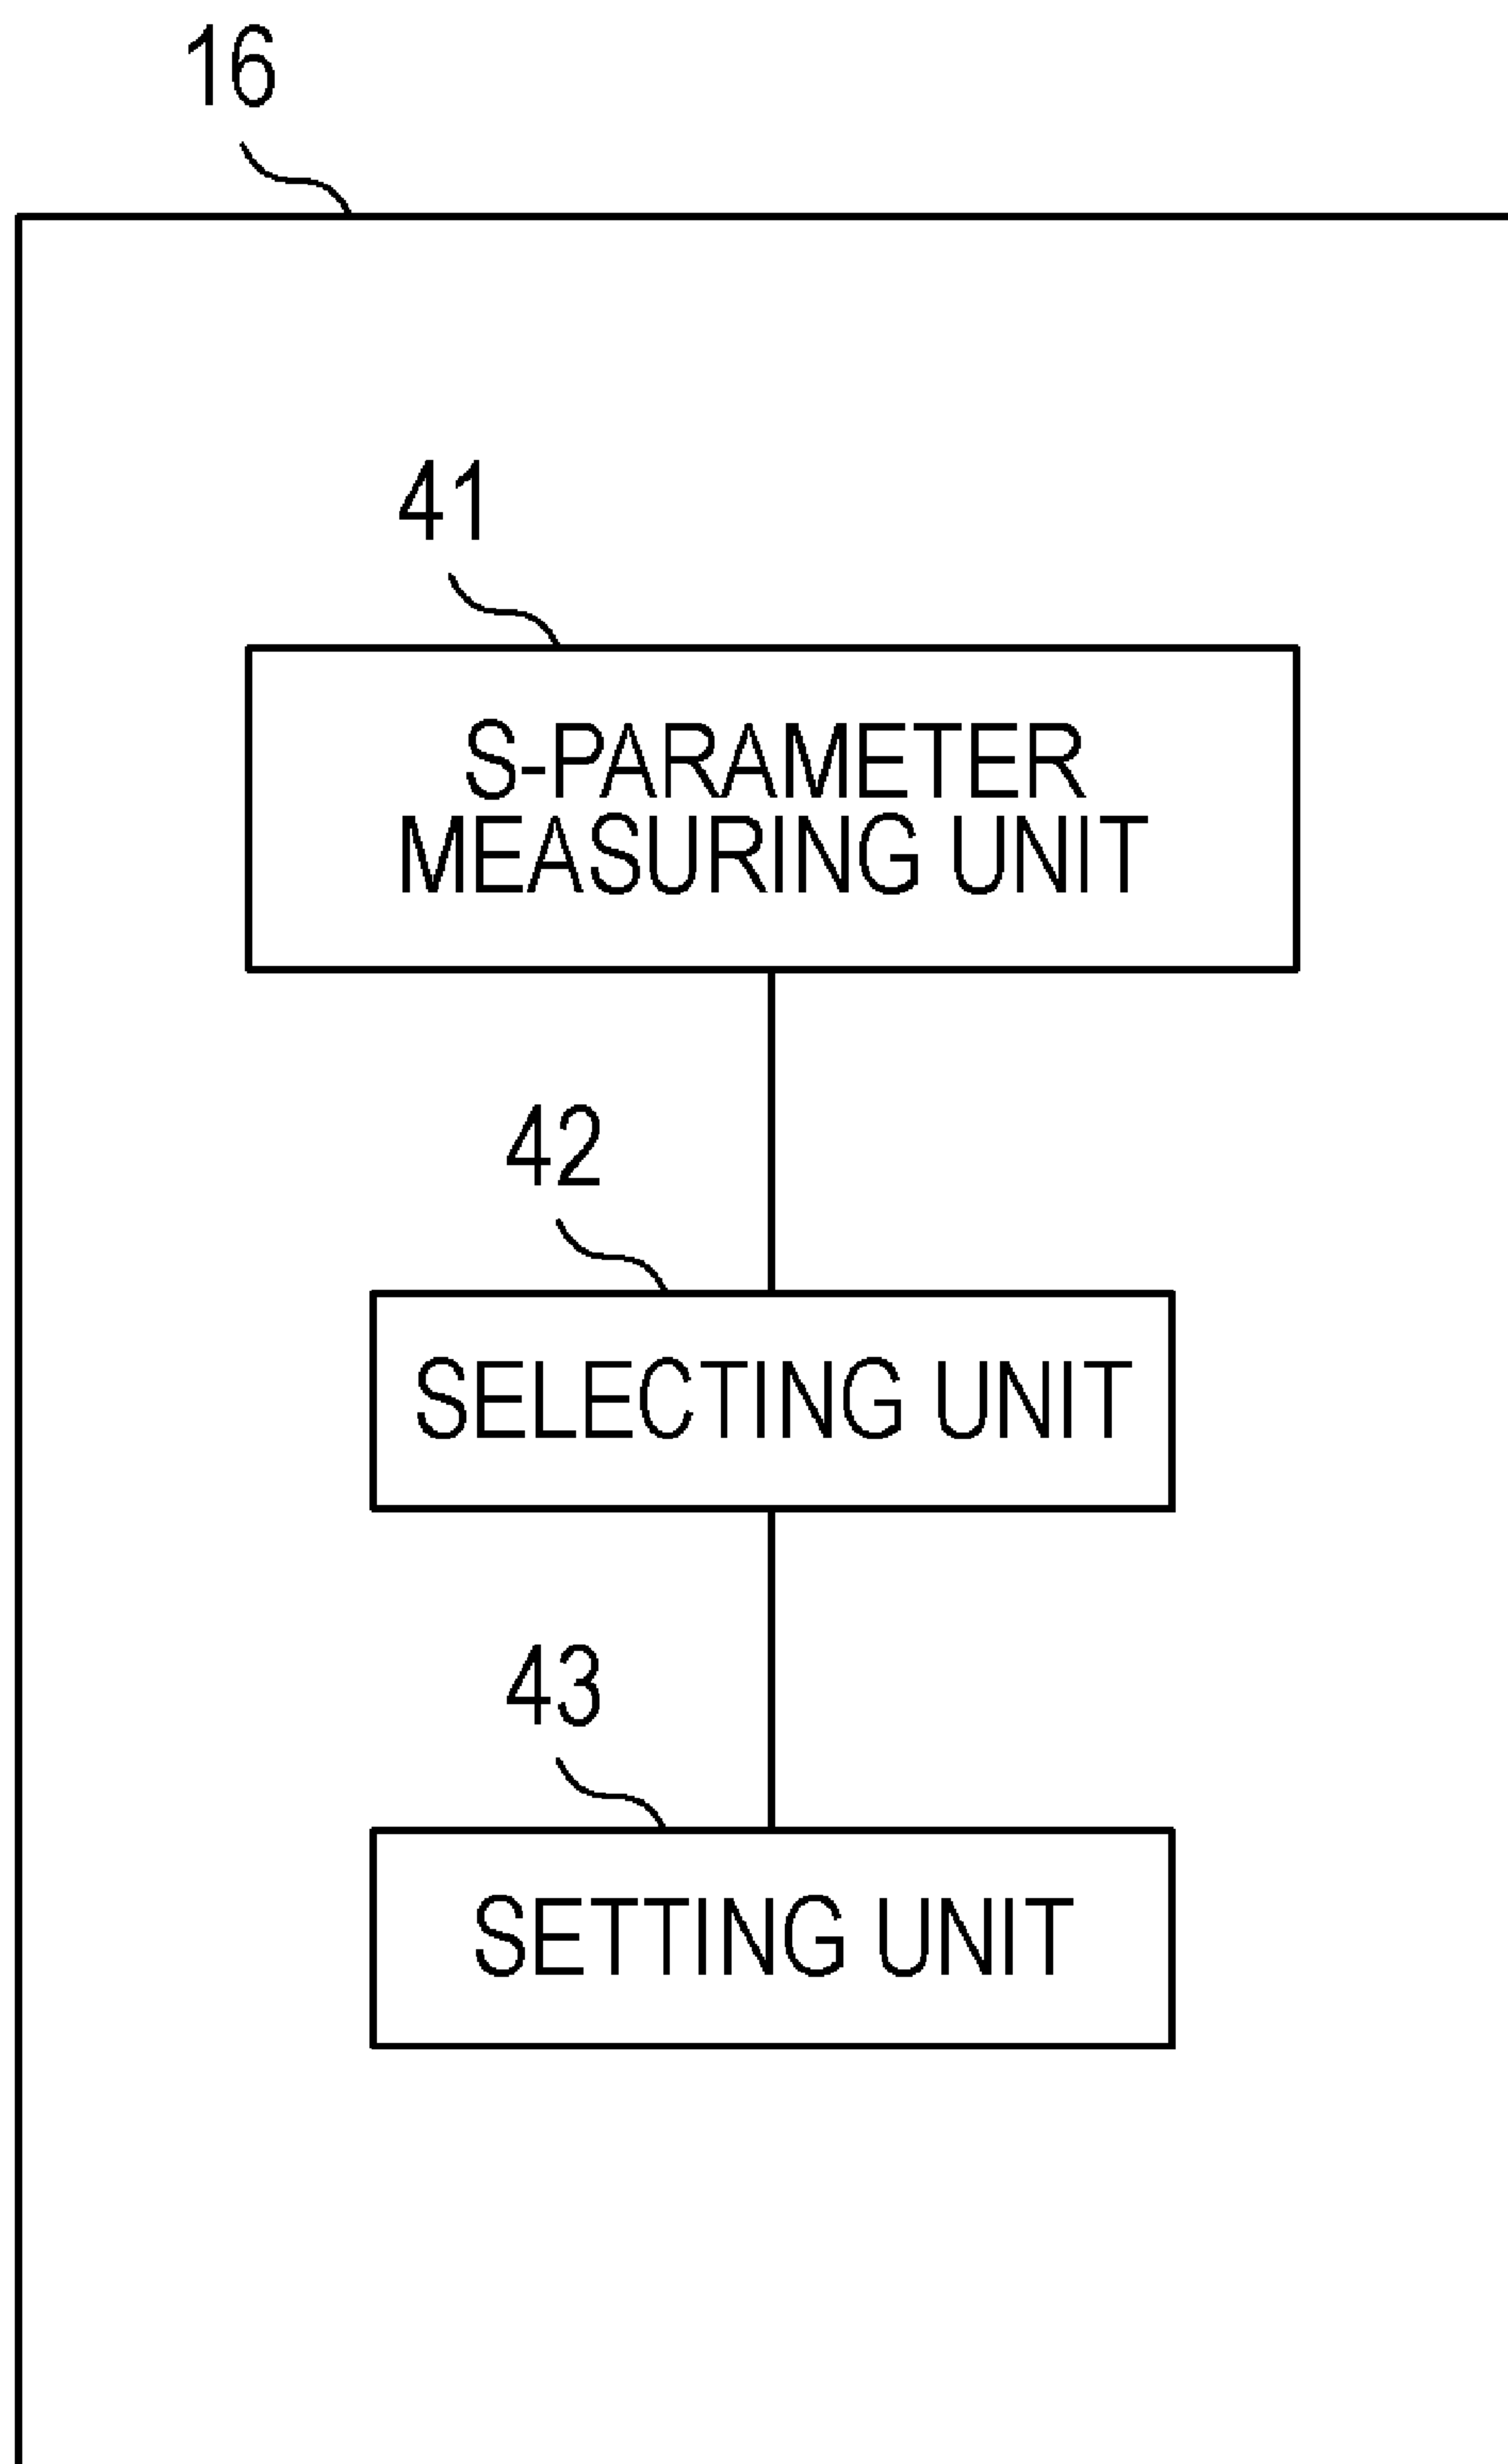 16
41
S-PARAMETER
MEASURING UNIT
42
SELECTING UNIT
43
SETTING UNIT